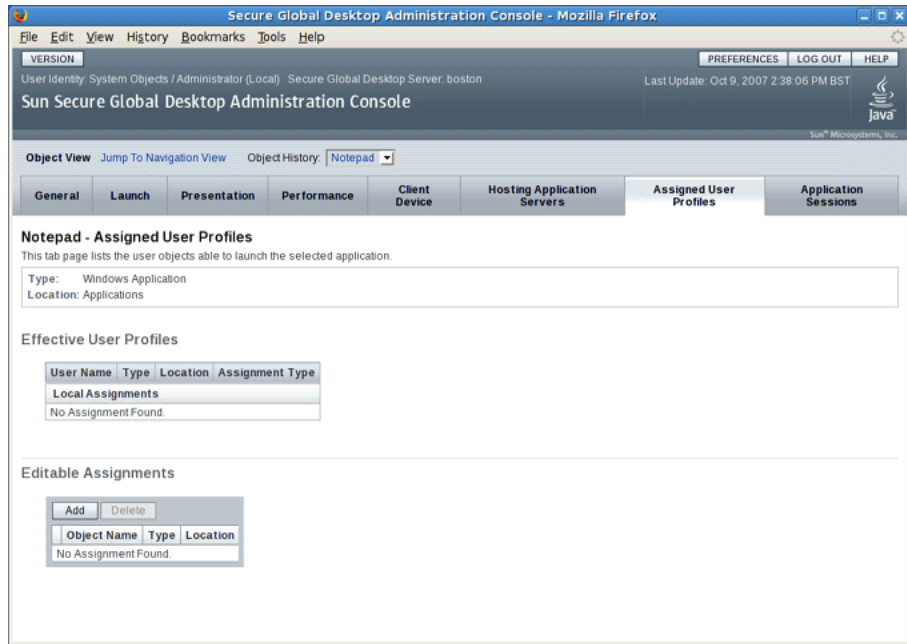 Secure Global Desktop Administration Console - Mozilla Firefox
File Edit View History Bookmarks Tools Help
VERSION PREFERENCES LOG OUT HELP
User Identity: System Objects / Administrator (Local) Secure Global Desktop Server: boston Last Update: Oct 9, 2007 2:38:06 PM BST
Sun Secure Global Desktop Administration Console
Java
Sun™ Microsystems, Inc.
Object View Jump To Navigation View Object History: Notepad
General Launch Presentation Performance Client Device Hosting Application Servers Assigned User Profiles Application Sessions
Notepad - Assigned User Profiles
This tab page lists the user objects able to launch the selected application.
Type: Windows Application
Location: Applications
Effective User Profiles
User Name Type Location Assignment Type
Local Assignments
No Assignment Found.
Editable Assignments
Add Delete
Object Name Type Location
No Assignment Found.